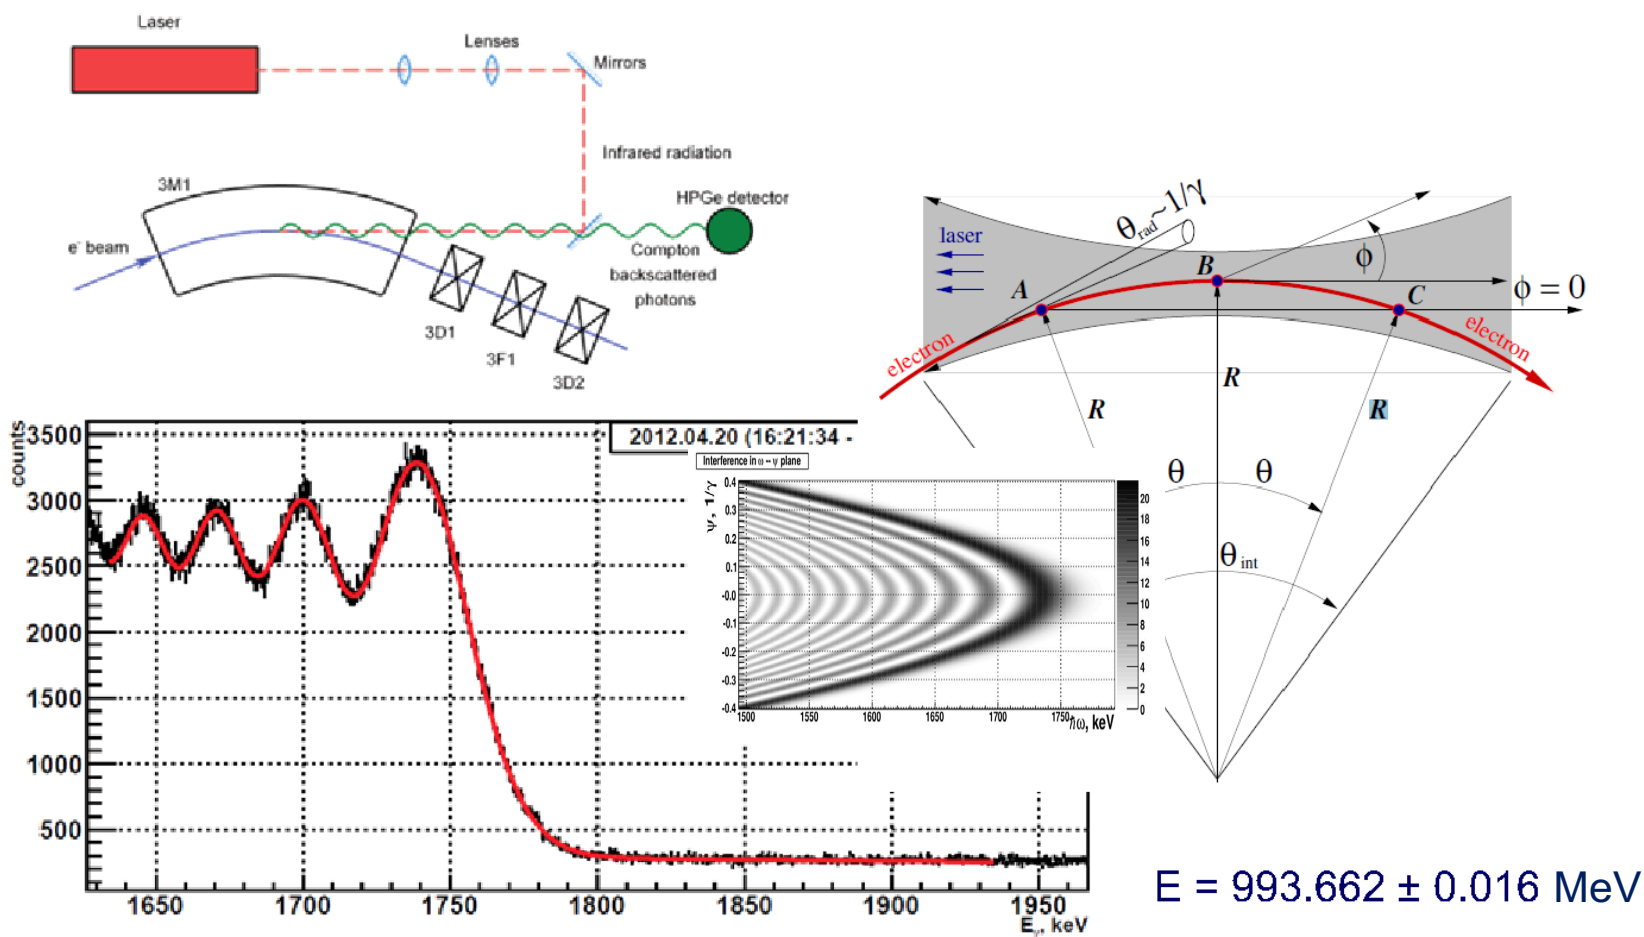 Laser
Lenses
Mirrors
Infrared radiation
3M1
HPGe detector
e⁻ beam
Compton
backscattered
photons
3D1
3F1
3D2
θrad~1/γ
laser
ϕ
A
B
C
ϕ = 0
electron
electron
R
R
R
θ
θ
θint
counts
3500
3000
2500
2000
1500
1000
500
2012.04.20 (16:21:34 -
1650
1700
1750
1800
1850
1900
1950
Eγ, keV
Interference in ω – ψ plane
ψ, 1/γ
0.4
0.3
0.2
0.1
-0.0
-0.1
-0.2
-0.3
-0.4
1500
1550
1600
1650
1700
1750
ħω, keV
20
18
16
14
12
10
8
6
4
2
0
E = 993.662 ± 0.016 MeV